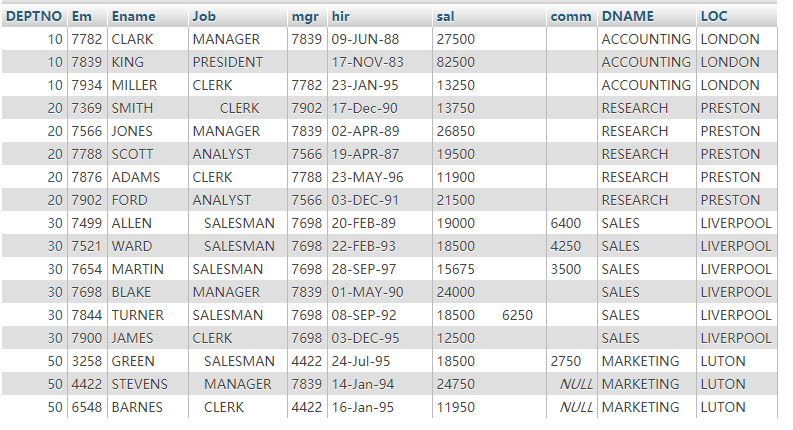 DEPTNO Em Ename Job mgr hir sal comm DNAME LOC
10 7782 CLARK MANAGER 7839 09-JUN-88 27500 ACCOUNTING LONDON
10 7839 KING PRESIDENT 17-NOV-83 82500 ACCOUNTING LONDON
10 7934 MILLER CLERK 7782 23-JAN-95 13250 ACCOUNTING LONDON
20 7369 SMITH CLERK 7902 17-Dec-90 13750 RESEARCH PRESTON
20 7566 JONES MANAGER 7839 02-APR-89 26850 RESEARCH PRESTON
20 7788 SCOTT ANALYST 7566 19-APR-87 19500 RESEARCH PRESTON
20 7876 ADAMS CLERK 7788 23-MAY-96 11900 RESEARCH PRESTON
20 7902 FORD ANALYST 7566 03-DEC-91 21500 RESEARCH PRESTON
30 7499 ALLEN SALESMAN 7698 20-FEB-89 19000 6400 SALES LIVERPOOL
30 7521 WARD SALESMAN 7698 22-FEB-93 18500 4250 SALES LIVERPOOL
30 7654 MARTIN SALESMAN 7698 28-SEP-97 15675 3500 SALES LIVERPOOL
30 7698 BLAKE MANAGER 7839 01-MAY-90 24000 SALES LIVERPOOL
30 7844 TURNER SALESMAN 7698 08-SEP-92 18500 6250 SALES LIVERPOOL
30 7900 JAMES CLERK 7698 03-DEC-95 12500 SALES LIVERPOOL
50 3258 GREEN SALESMAN 4422 24-Jul-95 18500 2750 MARKETING LUTON
50 4422 STEVENS MANAGER 7839 14-Jan-94 24750 NULL MARKETING LUTON
50 6548 BARNES CLERK 4422 16-Jan-95 11950 NULL MARKETING LUTON